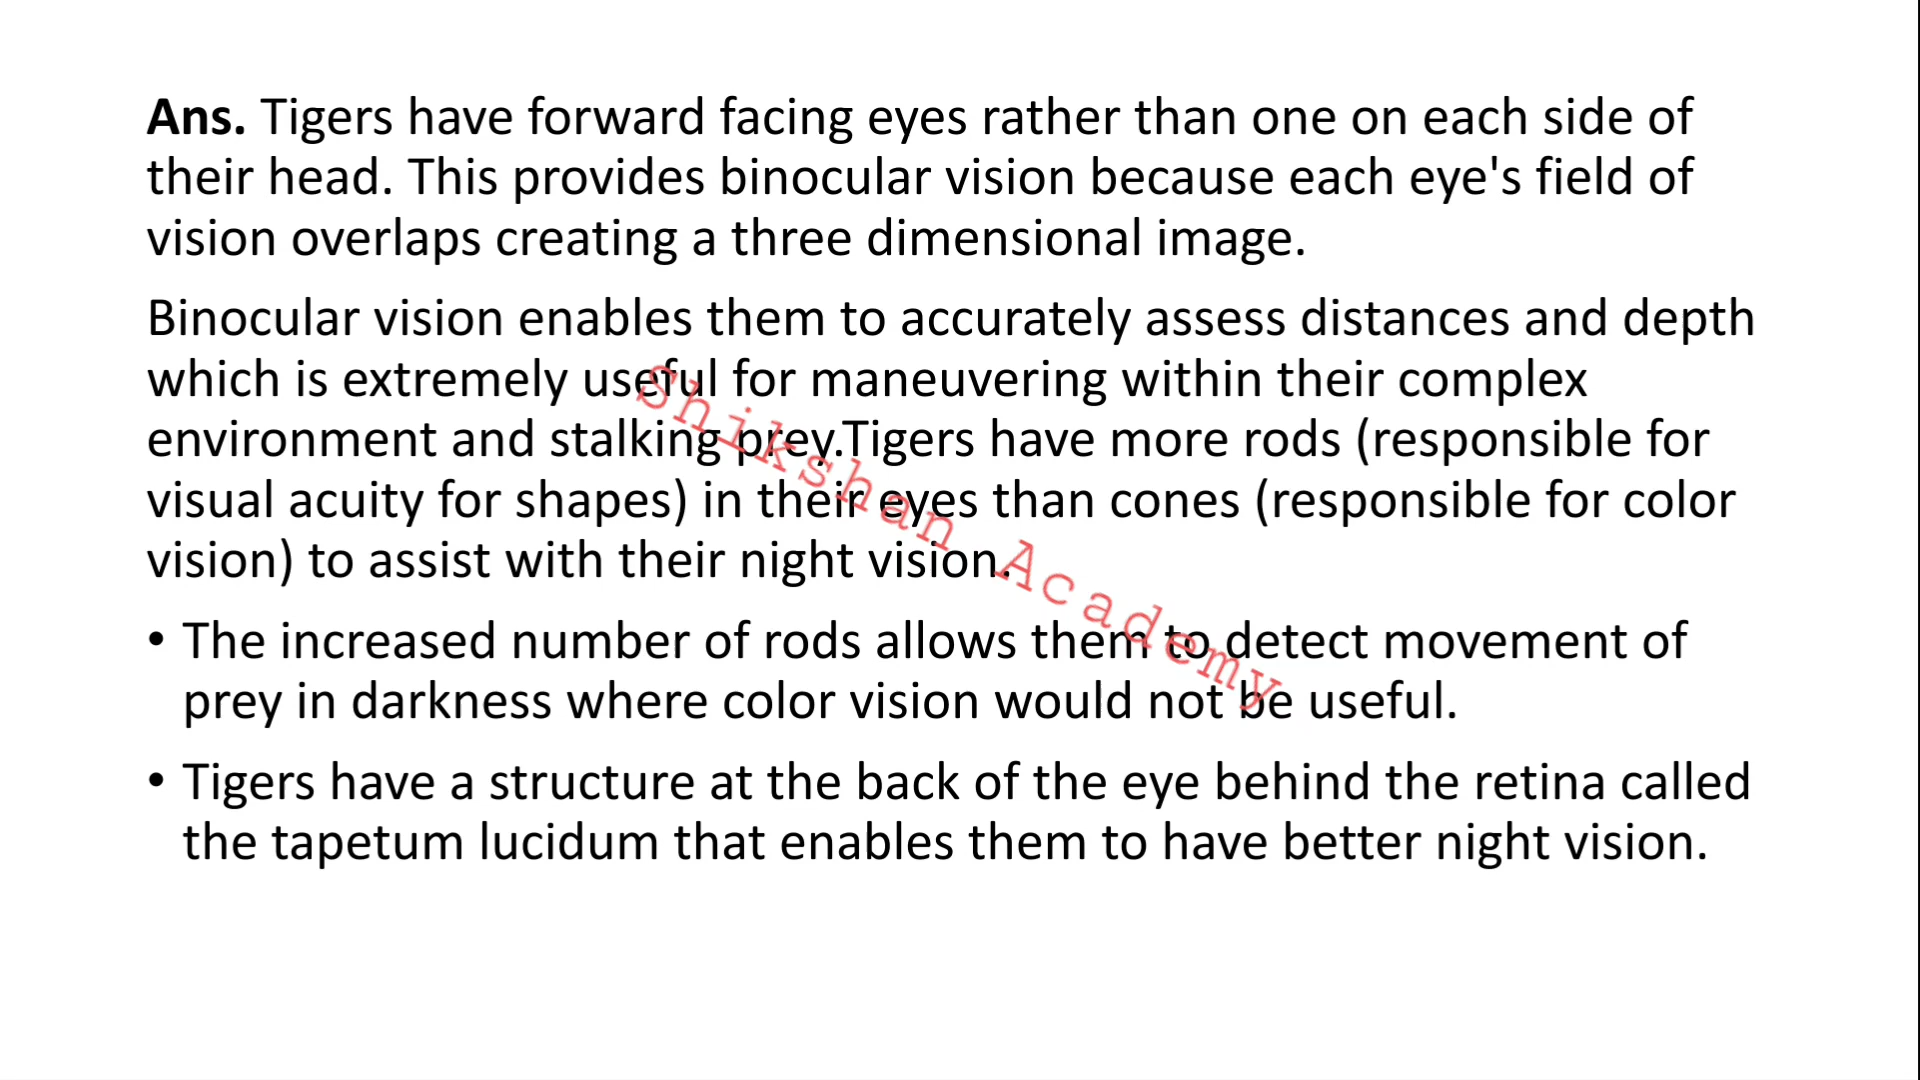 Ans. Tigers have forward facing eyes rather than one on each side of
their head. This provides binocular vision because each eye's field of
vision overlaps creating a three dimensional image.
Binocular vision enables them to accurately assess distances and depth
which is extremely useful for maneuvering within their complex
environment and stalking prey.Tigers have more rods (responsible for
visual acuity for shapes) in their eyes than cones (responsible for color
vision) to assist with their night vision.
• The increased number of rods allows them to detect movement of
prey in darkness where color vision would not be useful.
• Tigers have a structure at the back of the eye behind the retina called
the tapetum lucidum that enables them to have better night vision.
Shikshan Academy